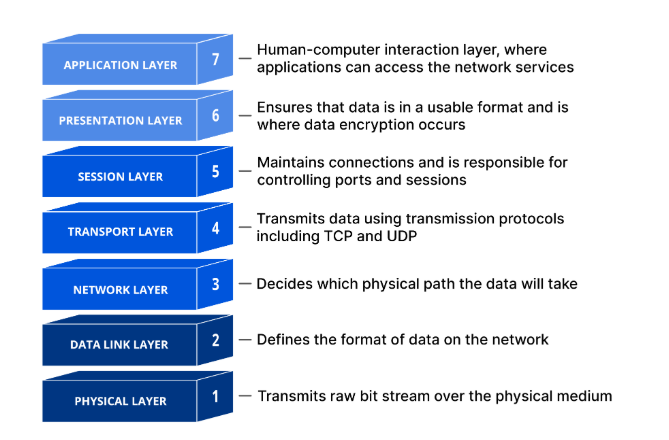 APPLICATION LAYER 7
Human-computer interaction layer, where
applications can access the network services
PRESENTATION LAYER 6
Ensures that data is in a usable format and is
where data encryption occurs
SESSION LAYER 5
Maintains connections and is responsible for
controlling ports and sessions
TRANSPORT LAYER 4
Transmits data using transmission protocols
including TCP and UDP
NETWORK LAYER 3
Decides which physical path the data will take
DATA LINK LAYER 2
Defines the format of data on the network
PHYSICAL LAYER 1
Transmits raw bit stream over the physical medium